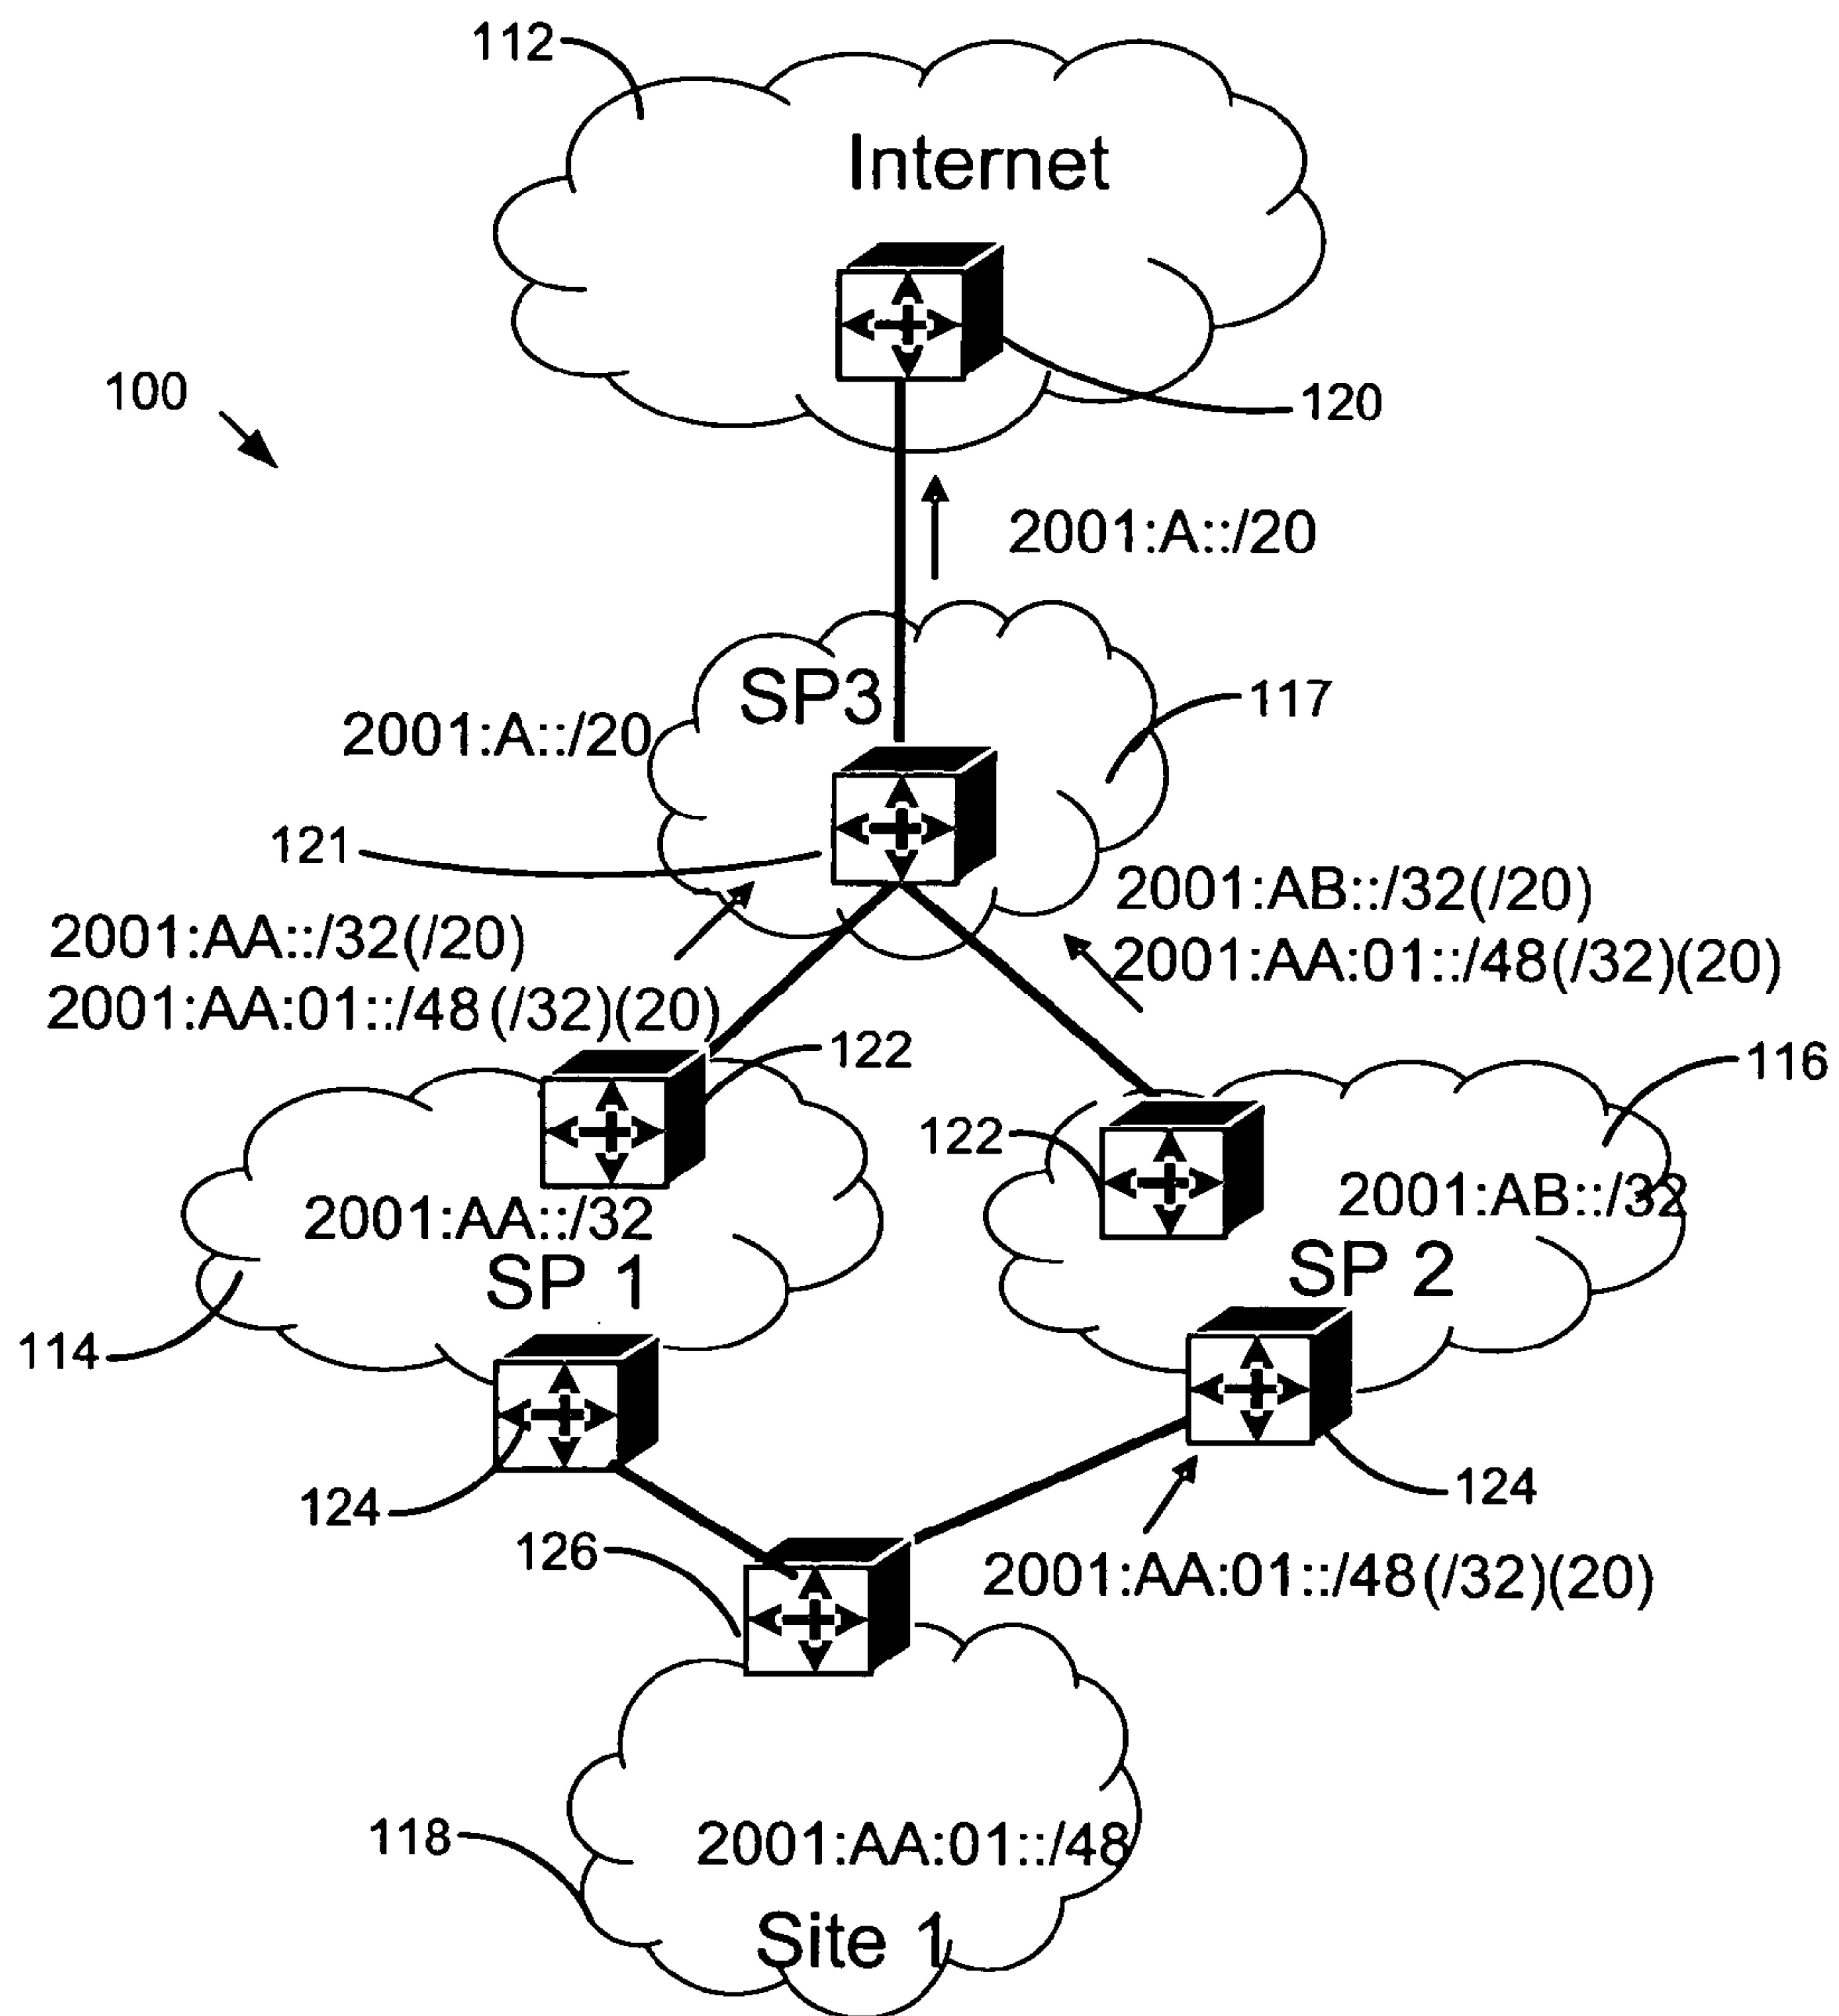 112
Internet
100
120
2001:A::/20
SP3
117
2001:A::/20
121
2001:AB::/32(/20)
2001:AA::/32(/20)
2001:AA:01::/48(/32)(20)
2001:AA:01::/48(/32)(20)
122
116
122
2001:AA::/32
2001:AB::/32
SP 1
SP 2
114
124
124
126
2001:AA:01::/48(/32)(20)
118
2001:AA:01::/48
Site 1